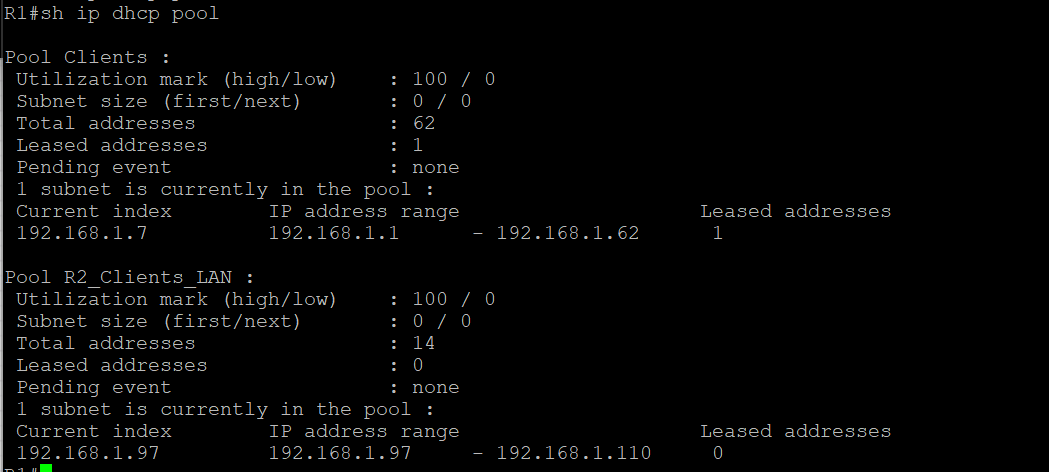 R1#sh ip dhcp pool
Pool Clients :
Utilization mark (high/low)    : 100 / 0
Subnet size (first/next)       : 0 / 0
Total addresses                : 62
Leased addresses               : 1
Pending event                  : none
1 subnet is currently in the pool :
Current index        IP address range                    Leased addresses
192.168.1.7          192.168.1.1      - 192.168.1.62      1
Pool R2_Clients_LAN :
Utilization mark (high/low)    : 100 / 0
Subnet size (first/next)       : 0 / 0
Total addresses                : 14
Leased addresses               : 0
Pending event                  : none
1 subnet is currently in the pool :
Current index        IP address range                    Leased addresses
192.168.1.97         192.168.1.97     - 192.168.1.110     0
R1#